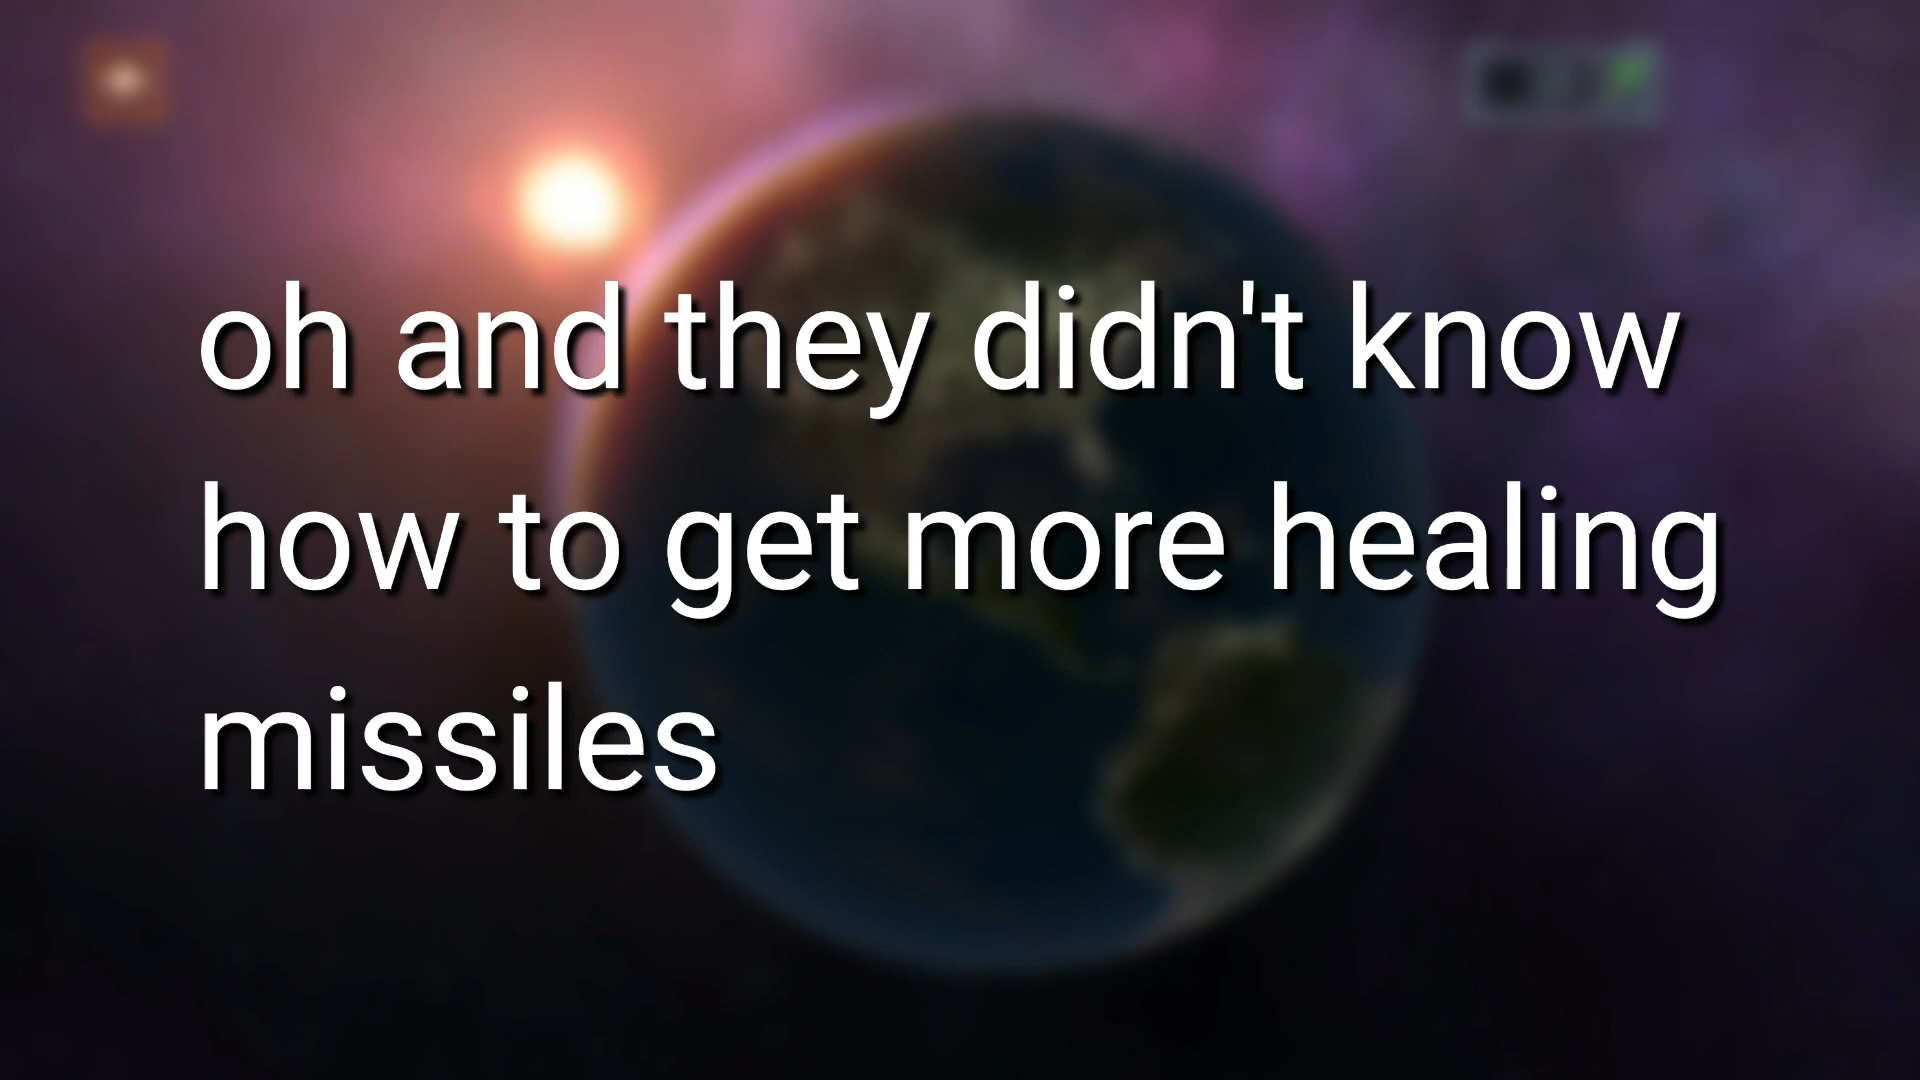 oh and they didn't know
how to get more healing
missiles